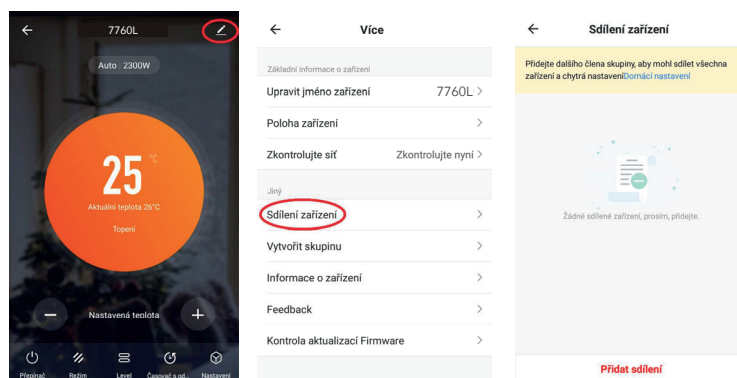 7760L
Auto | 2300W
25 °C
Aktuální teplota 26°C
Topení
Nastavená teplota
Přepínač Režim Level Časovač s od... Nastavení
Více
Základní informace o zařízení
Upravit jméno zařízení 7760L
Poloha zařízení
Zkontrolujte síť Zkontrolujte nyní
Jiný
Sdílení zařízení
Vytvořit skupinu
Informace o zařízení
Feedback
Kontrola aktualizací Firmware
Sdílení zařízení
Přidejte dalšího člena skupiny, aby mohl sdílet všechna
zařízení a chytrá nastaveníDomácí nastavení
Žádné sdílené zařízení, prosím, přidejte.
Přidat sdílení